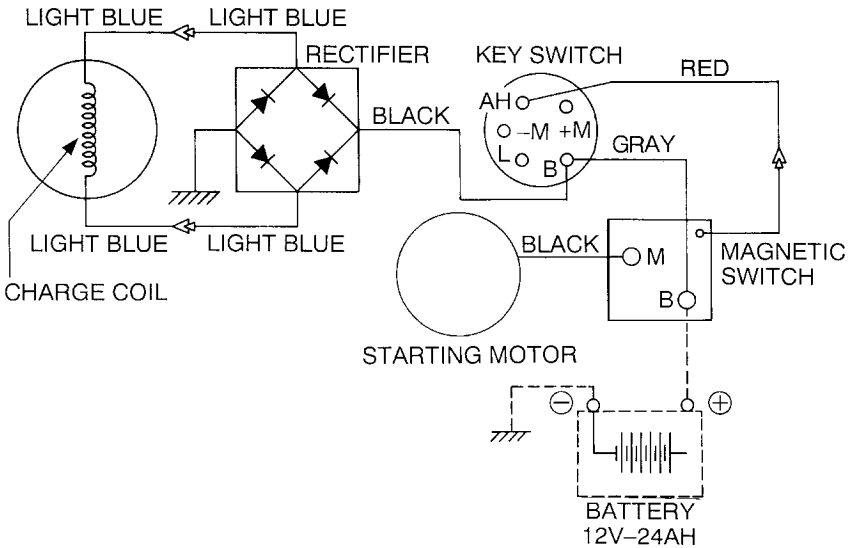 LIGHT BLUE
LIGHT BLUE
RECTIFIER
KEY SWITCH
RED
AH
BLACK
–M
+M
L
B
GRAY
LIGHT BLUE
LIGHT BLUE
BLACK
M
MAGNETIC
SWITCH
CHARGE COIL
B
STARTING MOTOR
−
+
BATTERY
12V–24AH